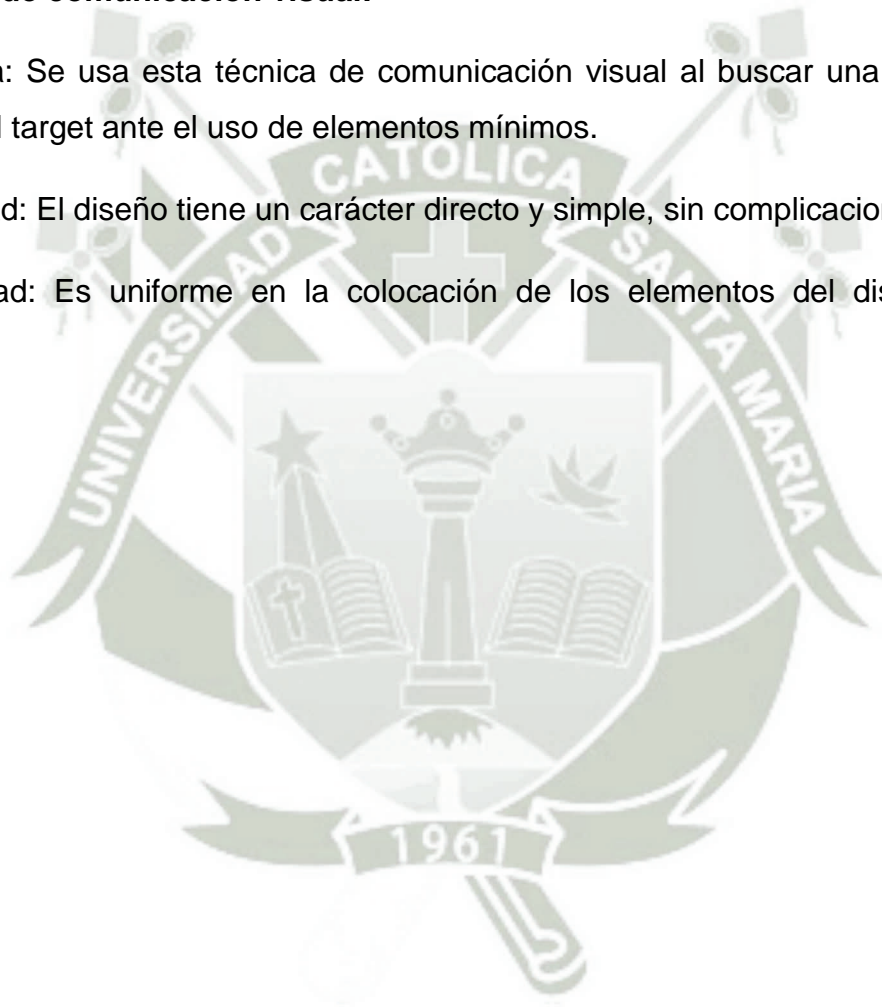 de comunicación visual:
a: Se usa esta técnica de comunicación visual al buscar una
l target ante el uso de elementos mínimos.
d: El diseño tiene un carácter directo y simple, sin complicacio
ad: Es uniforme en la colocación de los elementos del dis
UNIVERSIDAD CATOLICA SANTA MARIA
1961